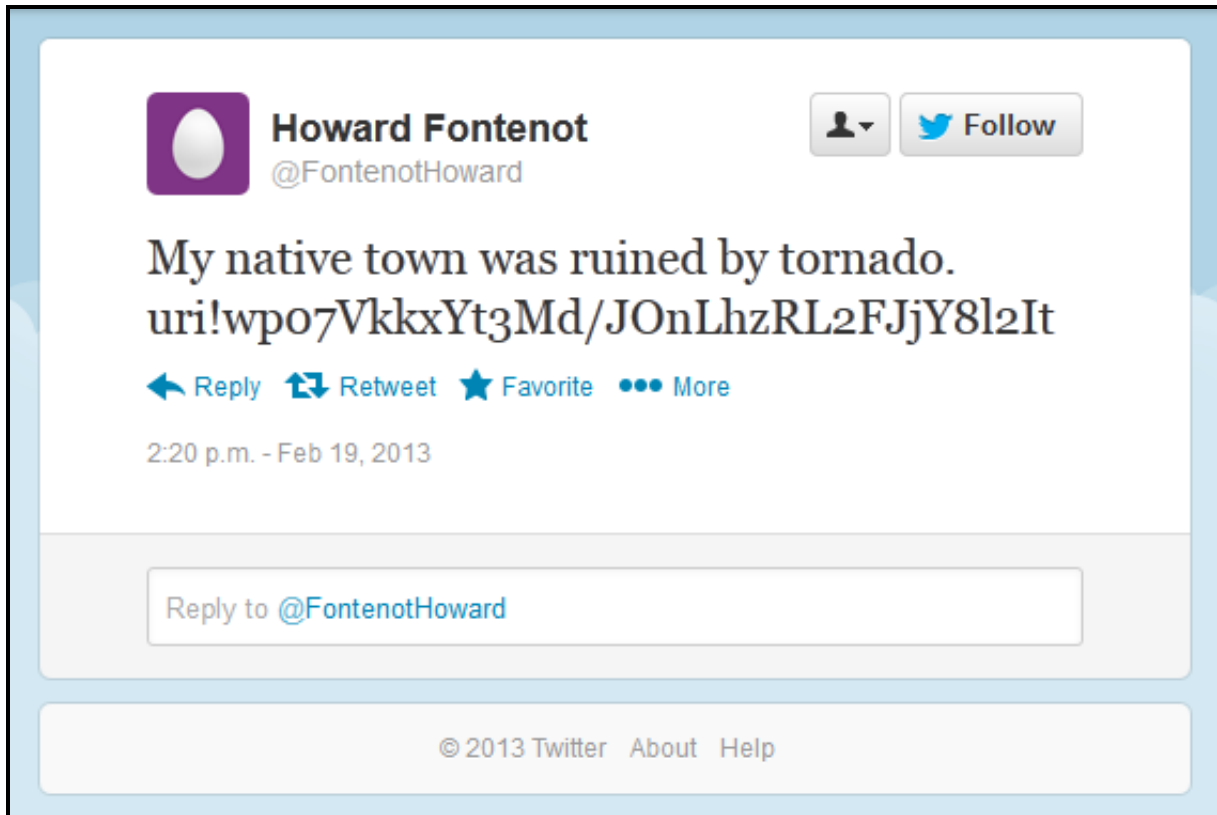 Howard Fontenot
@FontenotHoward
Follow
My native town was ruined by tornado.
uri!wp07VkkxYt3Md/JOnLhzRL2FJjY8l2It
Reply Retweet Favorite More
2:20 p.m. - Feb 19, 2013
Reply to @FontenotHoward
© 2013 Twitter About Help